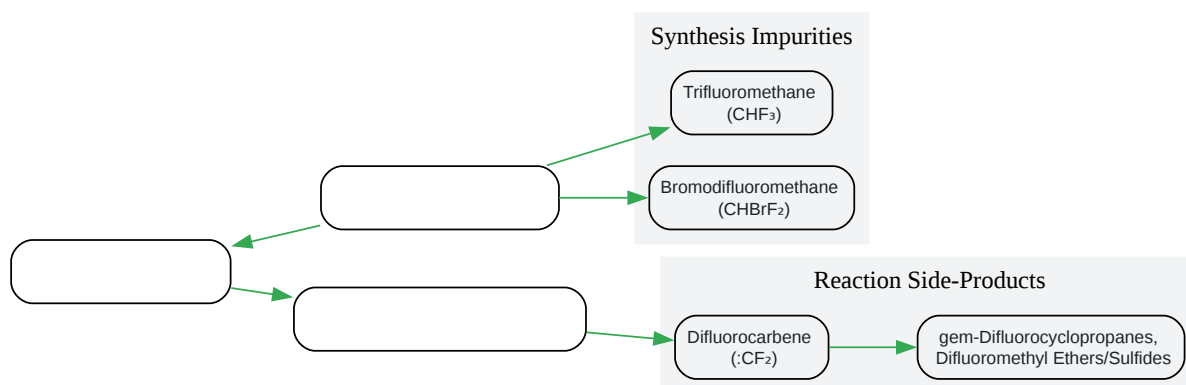 Synthesis Impurities
Trifluoromethane
(CHF₃)
Bromodifluoromethane
(CHBrF₂)
Reaction Side-Products
Difluorocarbene
(:CF₂)
gem-Difluorocyclopropanes,
Difluoromethyl Ethers/Sulfides